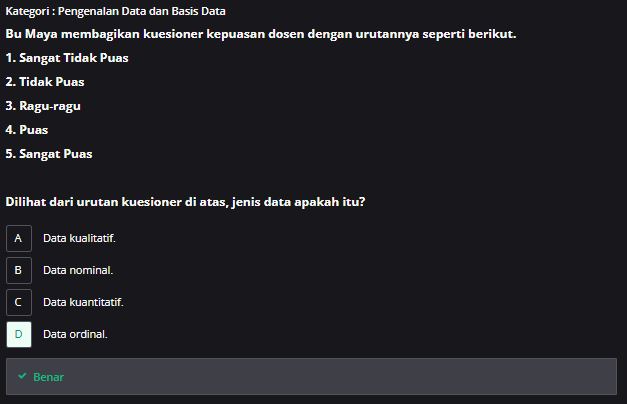 Kategori : Pengenalan Data dan Basis Data
Bu Maya membagikan kuesioner kepuasan dosen dengan urutannya seperti berikut.
1. Sangat Tidak Puas
2. Tidak Puas
3. Ragu-ragu
4. Puas
5. Sangat Puas
Dilihat dari urutan kuesioner di atas, jenis data apakah itu?
A Data kualitatif.
B Data nominal.
C Data kuantitatif.
D Data ordinal.
Benar